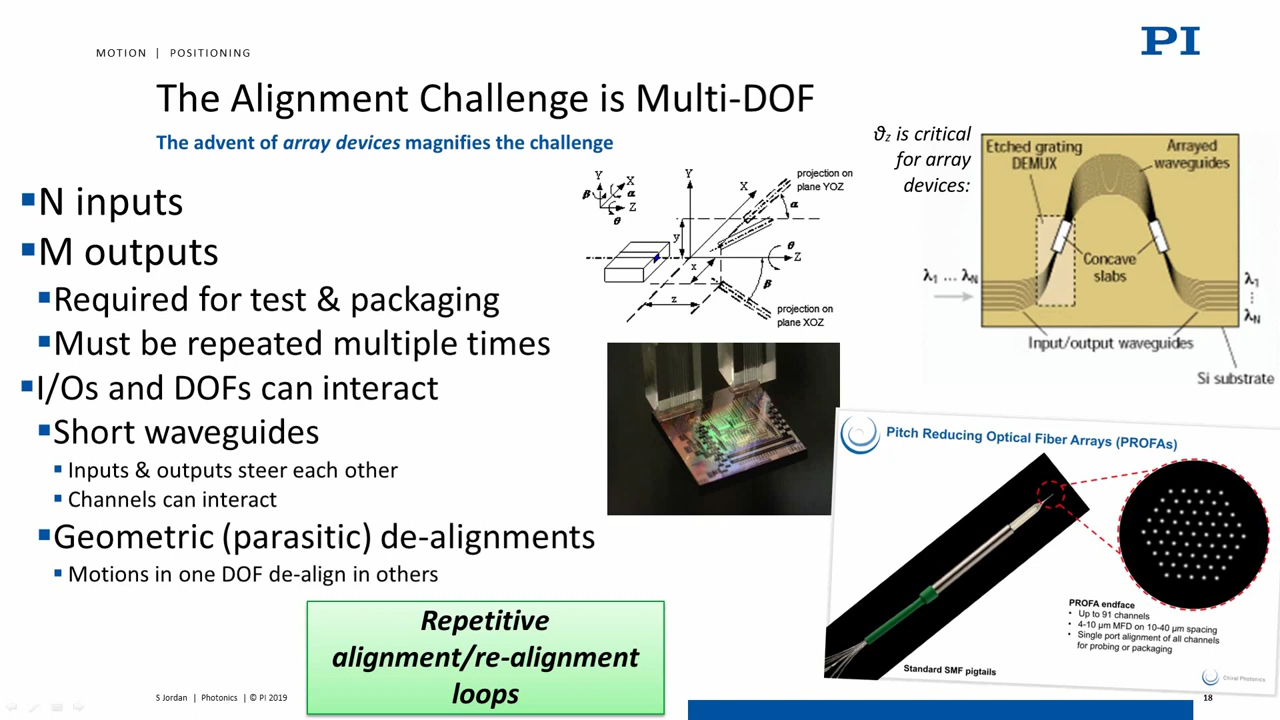 MOTION | POSITIONING
PI
The Alignment Challenge is Multi-DOF
The advent of array devices magnifies the challenge
N inputs
M outputs
Required for test & packaging
Must be repeated multiple times
I/Os and DOFs can interact
Short waveguides
Inputs & outputs steer each other
Channels can interact
Geometric (parasitic) de-alignments
Motions in one DOF de-align in others
Repetitive
alignment/re-alignment
loops
Y
X
β
α
Z
θ
Y
X
projection on
plane YOZ
α
y
θ
Z
x
β
z
projection on
plane XOZ
ϑz is critical
for array
devices:
Etched grating
DEMUX
Arrayed
waveguides
Concave
slabs
λ1 ... λN
λ1
⋮
λN
Input/output waveguides
Si substrate
Pitch Reducing Optical Fiber Arrays (PROFAs)
PROFA endface
• Up to 91 channels
• 4-10 µm MFD on 10-40 µm spacing
• Single port alignment of all channels
for probing or packaging
Standard SMF pigtails
Chiral Photonics
S Jordan | Photonics | © PI 2019
18